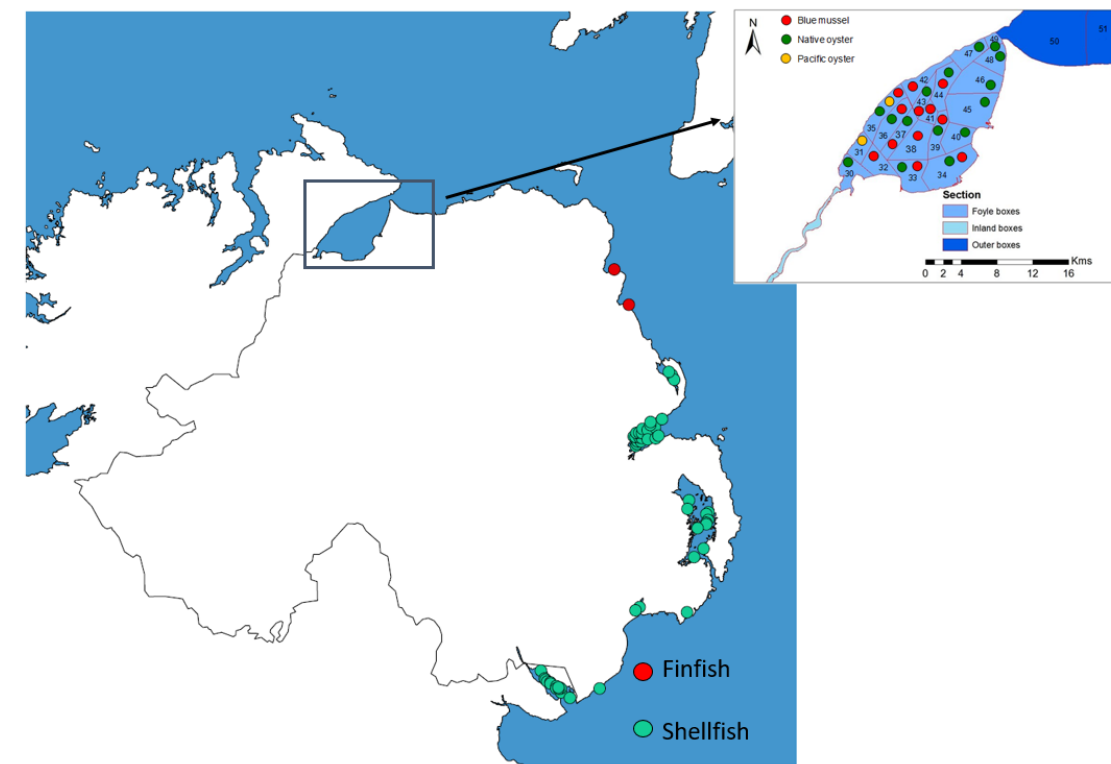 N
Blue mussel
Native oyster
Pacific oyster
50
51
49
47
48
46
45
42
44
43
41
35
36
37
40
39
38
31
32
30
33
34
Section
Foyle boxes
Inland boxes
Outer boxes
0 2 4 8 12 16 Kms
Finfish
Shellfish